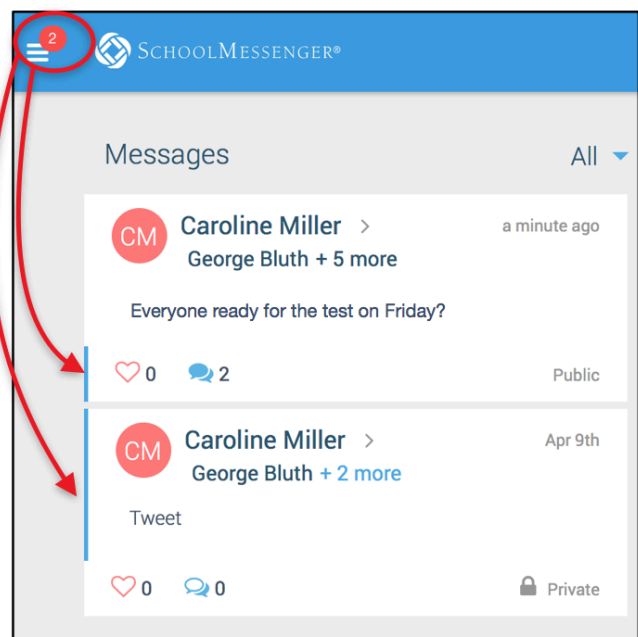 2
SCHOOLMESSENGER®
Messages
All
CM
Caroline Miller >
a minute ago
George Bluth + 5 more
Everyone ready for the test on Friday?
0
2
Public
CM
Caroline Miller >
Apr 9th
George Bluth + 2 more
Tweet
0
0
Private